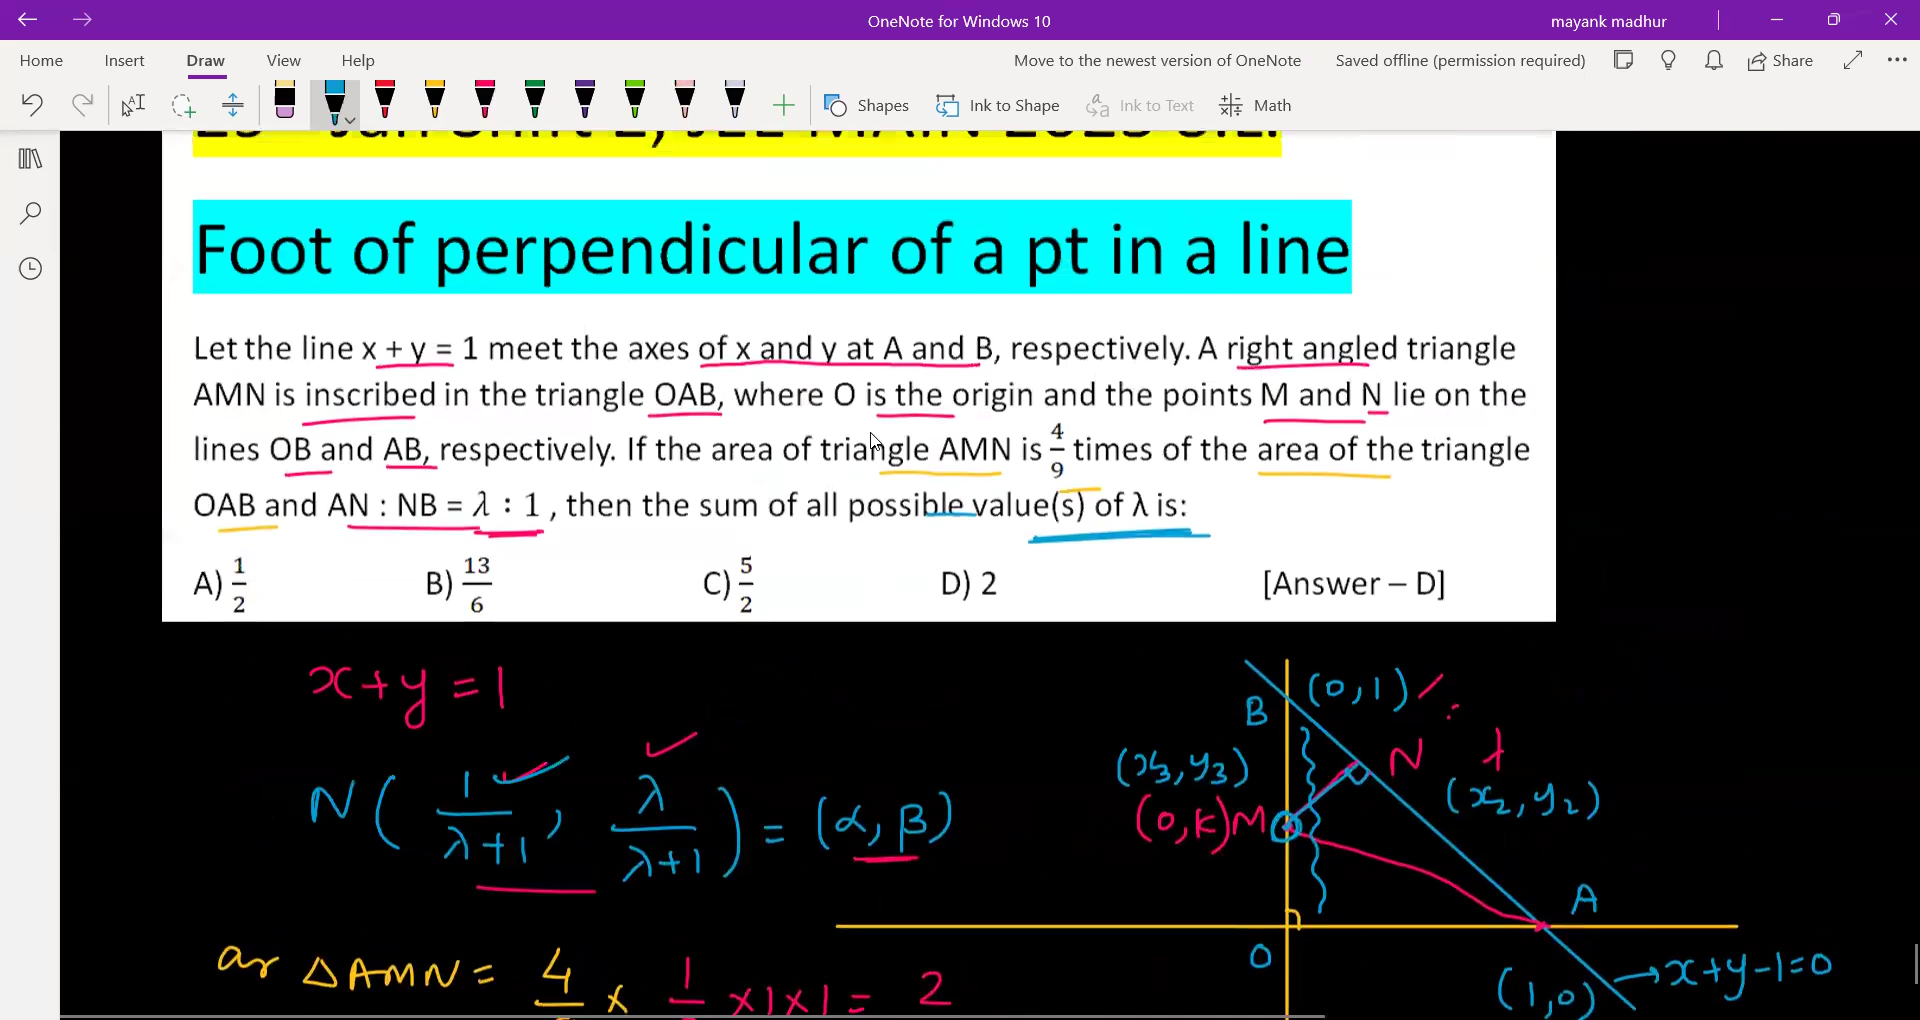 OneNote for Windows 10
mayank madhur
Home Insert Draw View Help
Move to the newest version of OneNote Saved offline (permission required) Share
Shapes Ink to Shape Ink to Text Math
Foot of perpendicular of a pt in a line
Let the line x + y = 1 meet the axes of x and y at A and B, respectively. A right angled triangle
AMN is inscribed in the triangle OAB, where O is the origin and the points M and N lie on the
lines OB and AB, respectively. If the area of triangle AMN is 4/9 times of the area of the triangle
OAB and AN : NB = λ : 1 , then the sum of all possible value(s) of λ is:
A) 1/2 B) 13/6 C) 5/2 D) 2 [Answer – D]
x+y=1
B (0,1)
N λ
(x3,y3)
(x2,y2)
N(1/λ+1, λ/λ+1) = (α, β)
(0,k)M
A
O
x+y-1=0
ar ΔAMN = 4 × 1 ×1×1 = 2
(1,0)